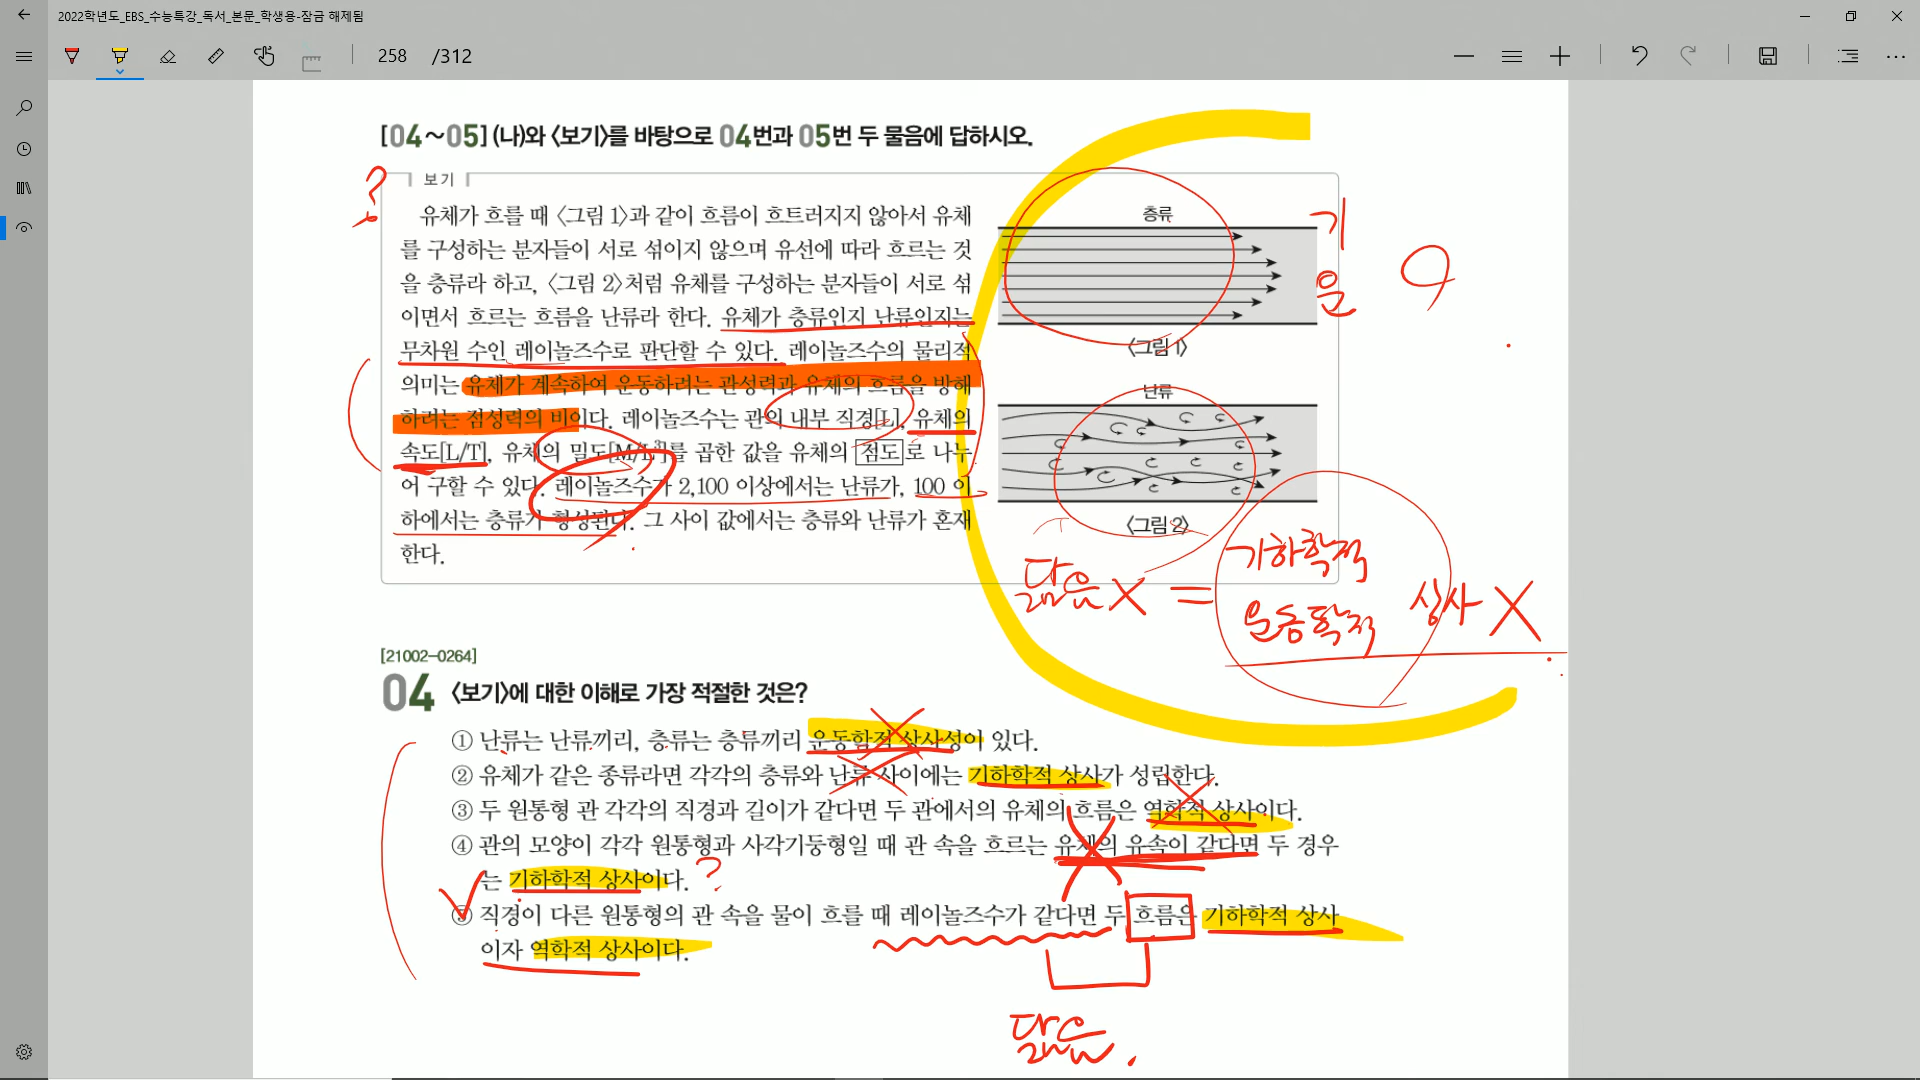 2022학년도_EBS_수능특강_독서_본문_학생용-잠금 해제됨
258 /312
[04~05] (나)와 〈보기〉를 바탕으로 04번과 05번 두 물음에 답하시오.
보기
유체가 흐를 때 〈그림 1〉과 같이 흐름이 흐트러지지 않아서 유체
를 구성하는 분자들이 서로 섞이지 않으며 유선에 따라 흐르는 것
을 층류라 하고, 〈그림 2〉처럼 유체를 구성하는 분자들이 서로 섞
이면서 흐르는 흐름을 난류라 한다. 유체가 층류인지 난류인지는
무차원 수인 레이놀즈수로 판단할 수 있다. 레이놀즈수의 물리적
의미는 유체가 계속하여 운동하려는 관성력과 유체의 흐름을 방해
하려는 점성력의 비이다. 레이놀즈수는 관의 내부 직경[L], 유체의
속도[L/T], 유체의 밀도[M/L³]를 곱한 값을 유체의 점도로 나누
어 구할 수 있다. 레이놀즈수가 2,100 이상에서는 난류가, 100 이
하에서는 층류가 형성된다. 그 사이 값에서는 층류와 난류가 혼재
한다.
층류
〈그림 1〉
난류
〈그림 2〉
?
기
운
닮음 X = 기하학적
운동학적 상사 X
[21002-0264]
04 〈보기〉에 대한 이해로 가장 적절한 것은?
① 난류는 난류끼리, 층류는 층류끼리 운동학적 상사성이 있다.
② 유체가 같은 종류라면 각각의 층류와 난류 사이에는 기하학적 상사가 성립한다.
③ 두 원통형 관 각각의 직경과 길이가 같다면 두 관에서의 유체의 흐름은 역학적 상사이다.
④ 관의 모양이 각각 원통형과 사각기둥형일 때 관 속을 흐르는 유체의 유속이 같다면 두 경우
는 기하학적 상사이다. ?
⑤ 직경이 다른 원통형의 관 속을 물이 흐를 때 레이놀즈수가 같다면 두 흐름은 기하학적 상사
이자 역학적 상사이다.
닮음.